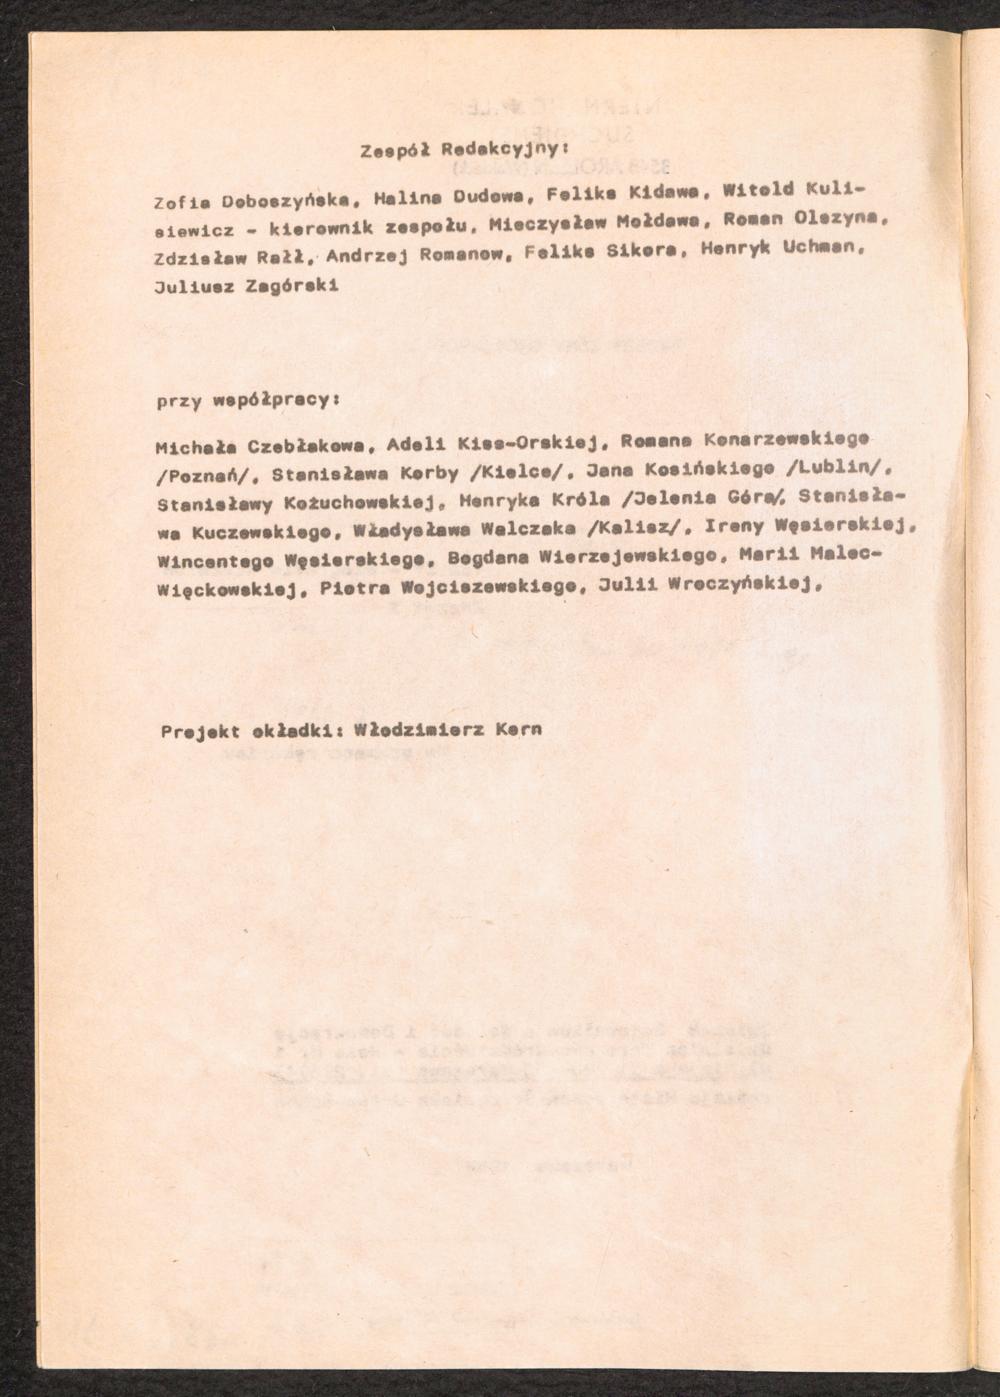 Zespół Redakcyjny:
Zofia Doboszyńska, Halina Dudowa, Feliks Kidawa, Witold Kuli-
siewicz - kierownik zespołu, Mieczysław Mołdawa, Roman Olszyna,
Zdzisław Rałł, Andrzej Romanow, Feliks Sikora, Henryk Uchman,
Juliusz Zagórski
przy współpracy:
Michała Czebłakowa, Adeli Kiss-Orskiej, Romana Konarzewskiego
/Poznań/, Stanisława Korby /Kielce/, Jana Kosińskiego /Lublin/,
Stanisławy Kożuchowskiej, Henryka Króla /Jelenia Góra/, Stanisła-
wa Kuczewskiego, Władysława Walczaka /Kalisz/, Ireny Węsierskiej,
Wincentego Węsierskiego, Bogdana Wierzejewskiego, Marii Malec-
Więckowskiej, Piotra Wojciszewskiego, Julii Wroczyńskiej,
Projekt okładki: Włodzimierz Kern